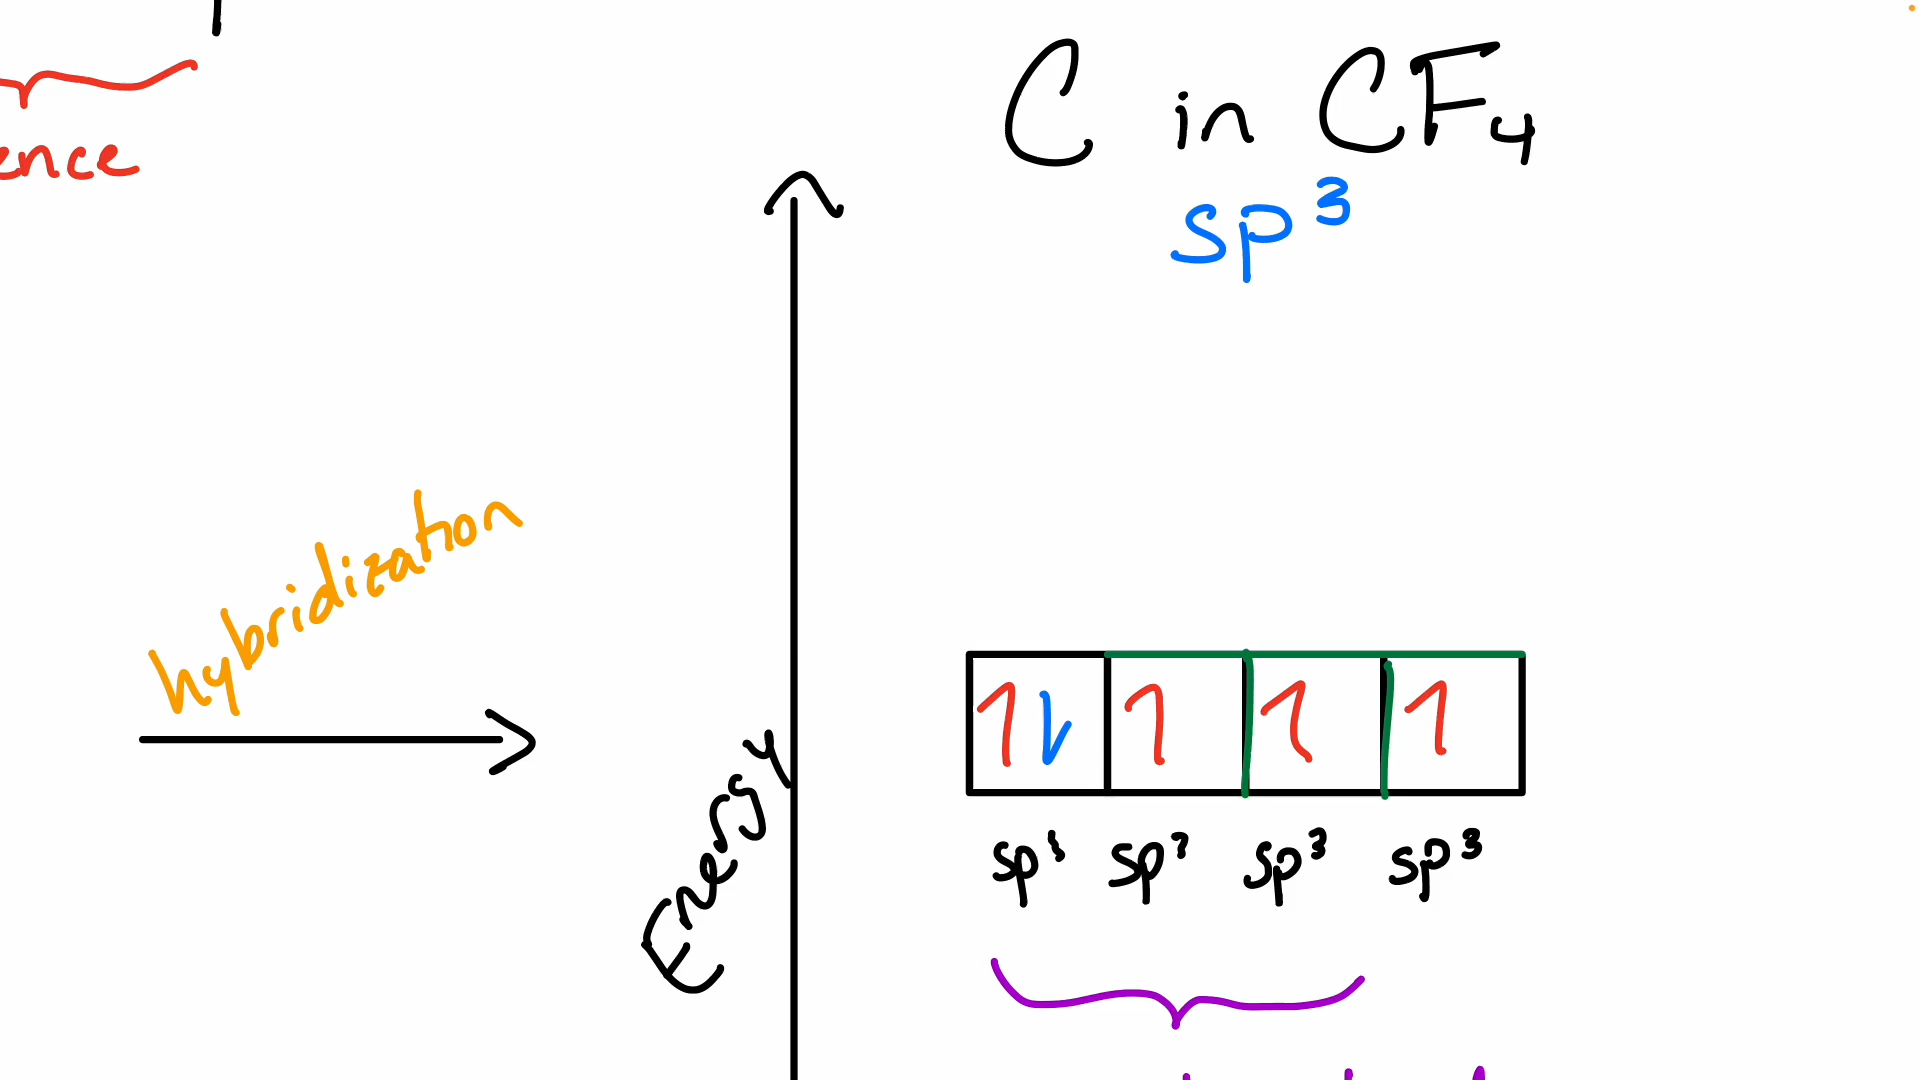 C in CF₄
ence
sp³
hybridization
Energy
sp³ sp³ sp³ sp³